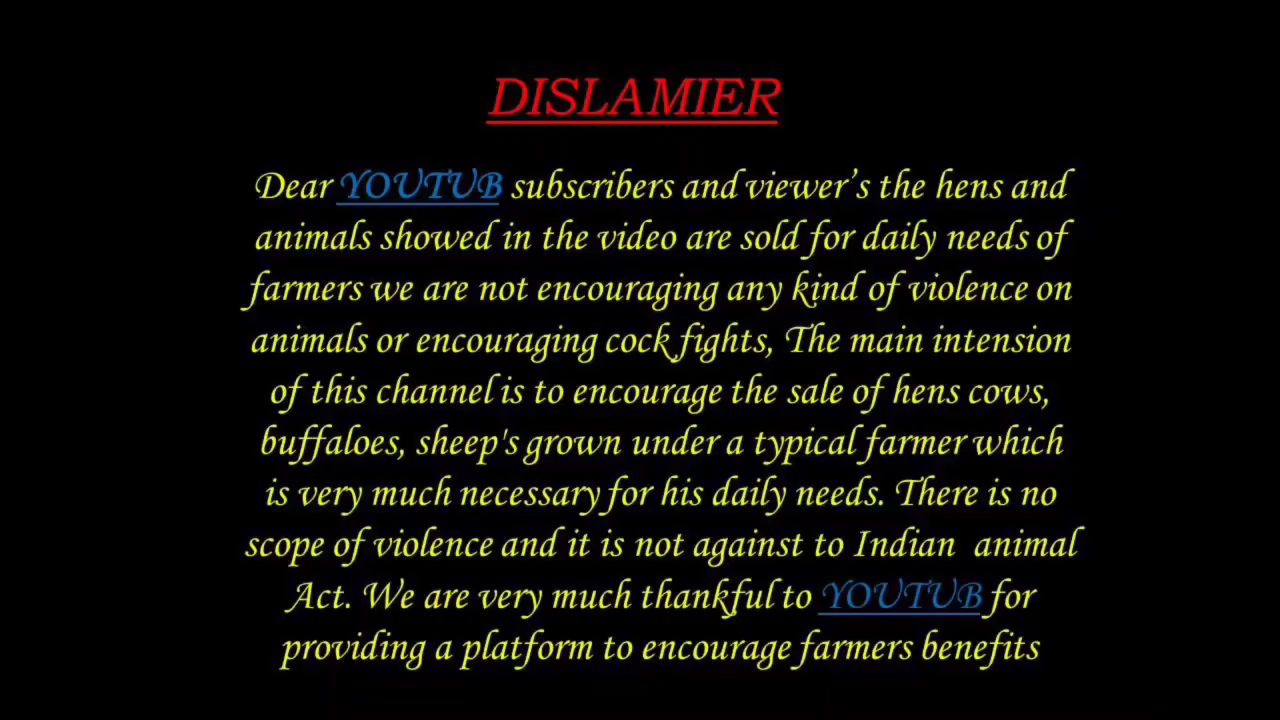 DISLAMIER
Dear YOUTUB subscribers and viewer’s the hens and
animals showed in the video are sold for daily needs of
farmers we are not encouraging any kind of violence on
animals or encouraging cock fights, The main intension
of this channel is to encourage the sale of hens cows,
buffaloes, sheep's grown under a typical farmer which
is very much necessary for his daily needs. There is no
scope of violence and it is not against to Indian  animal
Act. We are very much thankful to YOUTUB for
providing a platform to encourage farmers benefits